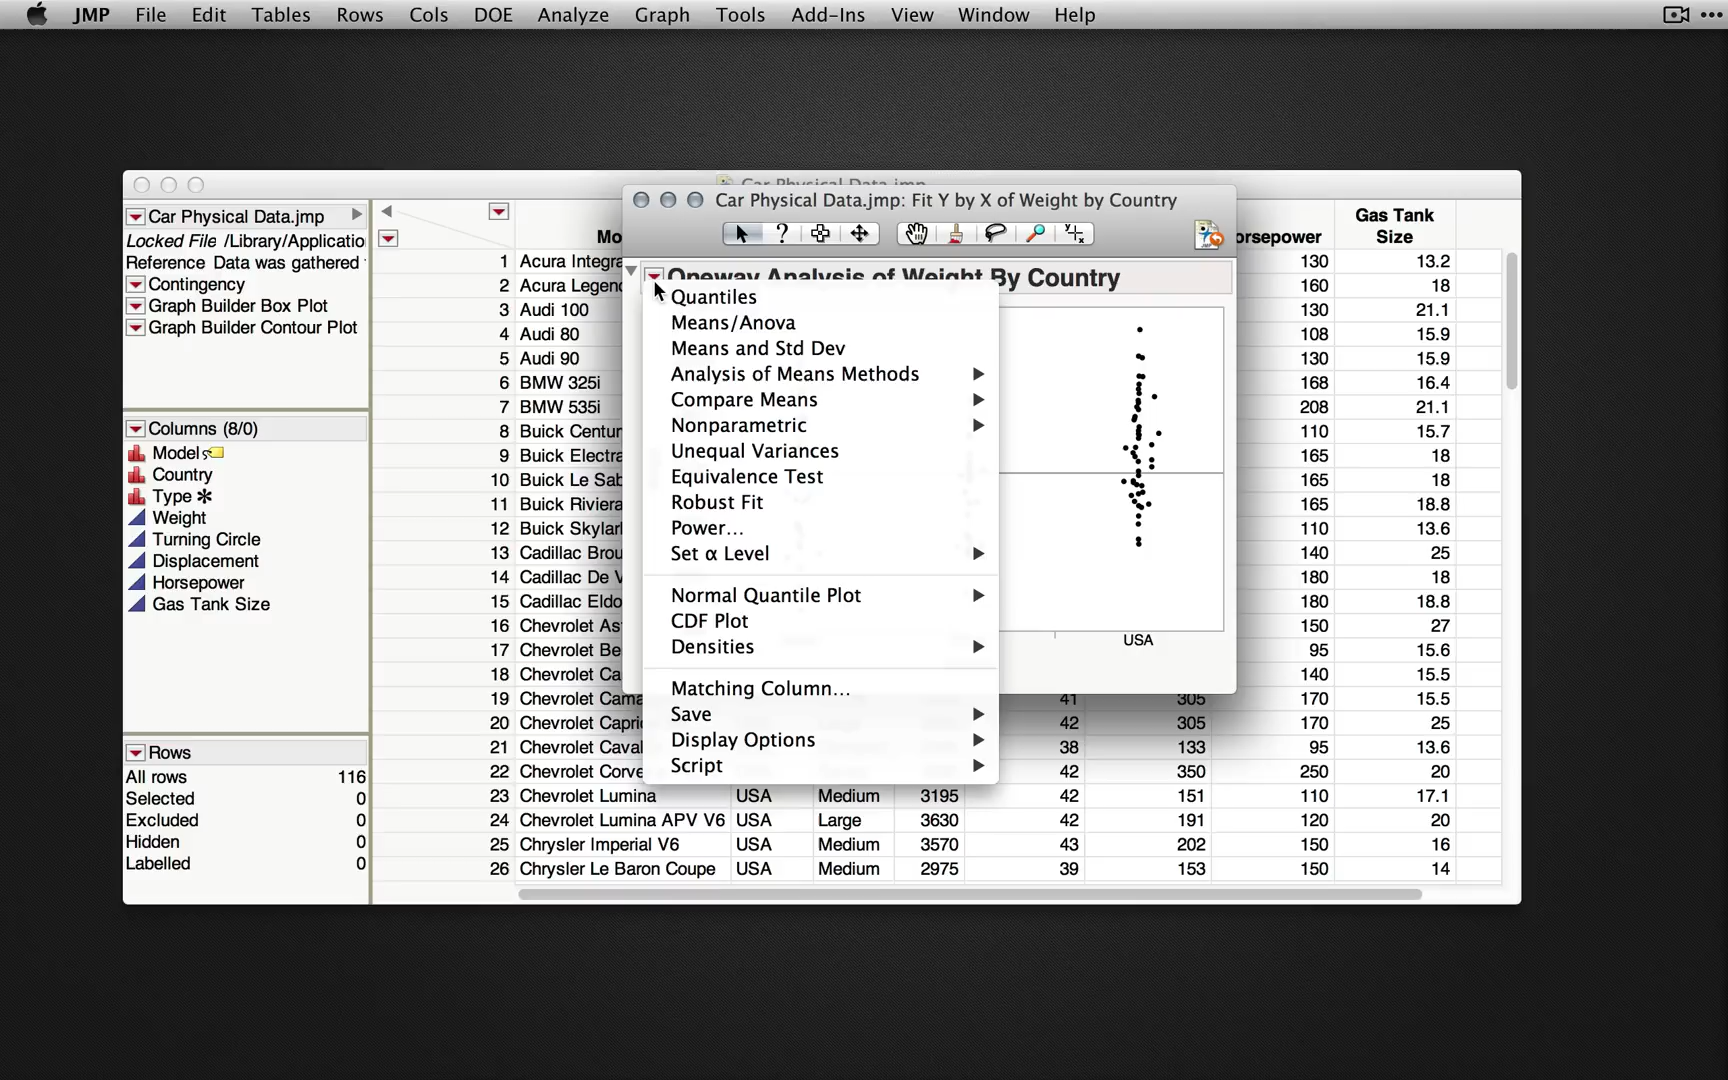 JMP File Edit Tables Rows Cols DOE Analyze Graph Tools Add-Ins View Window Help
Car Physical Data.jmp
Car Physical Data.jmp
Locked File /Library/Applicatio
Reference Data was gathered
Contingency
Graph Builder Box Plot
Graph Builder Contour Plot
Columns (8/0)
Model
Country
Type
Weight
Turning Circle
Displacement
Horsepower
Gas Tank Size
Rows
All rows 116
Selected 0
Excluded 0
Hidden 0
Labelled 0
Car Physical Data.jmp: Fit Y by X of Weight by Country
Oneway Analysis of Weight By Country
Quantiles
Means/Anova
Means and Std Dev
Analysis of Means Methods
Compare Means
Nonparametric
Unequal Variances
Equivalence Test
Robust Fit
Power...
Set α Level
Normal Quantile Plot
CDF Plot
Densities
Matching Column...
Save
Display Options
Script
USA
Mo orsepower Gas Tank
Size
1 Acura Integra 130 13.2
2 Acura Legen 160 18
3 Audi 100 130 21.1
4 Audi 80 108 15.9
5 Audi 90 130 15.9
6 BMW 325i 168 16.4
7 BMW 535i 208 21.1
8 Buick Centur 110 15.7
9 Buick Electra 165 18
10 Buick Le Sab 165 18
11 Buick Riviera 165 18.8
12 Buick Skylar 110 13.6
13 Cadillac Brou 140 25
14 Cadillac De V 180 18
15 Cadillac Eldo 180 18.8
16 Chevrolet As 150 27
17 Chevrolet Be 95 15.6
18 Chevrolet Ca 140 15.5
19 Chevrolet Cama 41 305 170 15.5
20 Chevrolet Capri 42 305 170 25
21 Chevrolet Caval 38 133 95 13.6
22 Chevrolet Corve 42 350 250 20
23 Chevrolet Lumina USA Medium 3195 42 151 110 17.1
24 Chevrolet Lumina APV V6 USA Large 3630 42 191 120 20
25 Chrysler Imperial V6 USA Medium 3570 43 202 150 16
26 Chrysler Le Baron Coupe USA Medium 2975 39 153 150 14